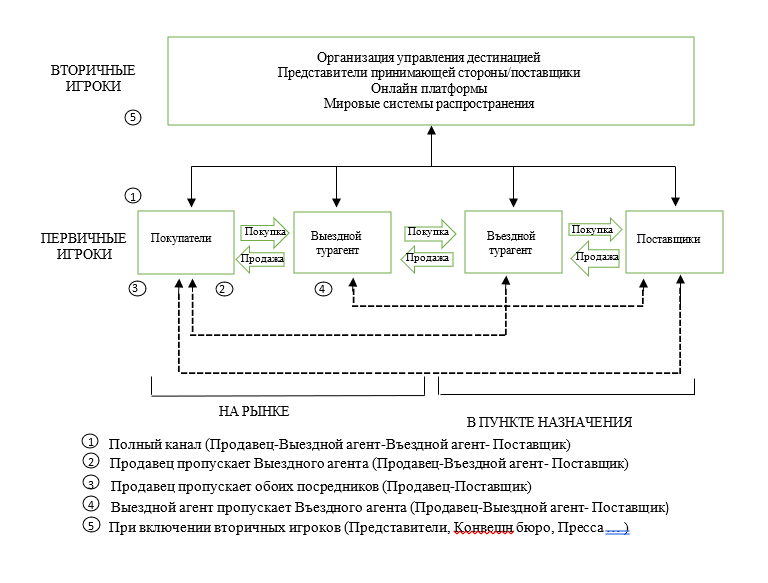 Организация управления дестинацией
Представители принимающей стороны/поставщики
Онлайн платформы
Мировые системы распространения
ВТОРИЧНЫЕ
ИГРОКИ
5
1
ПЕРВИЧНЫЕ
ИГРОКИ
Покупатели
Покупка
Продажа
Выездной
турагент
Покупка
Продажа
Въездной
турагент
Покупка
Продажа
Поставщики
3
2
4
НА РЫНКЕ
В ПУНКТЕ НАЗНАЧЕНИЯ
1 Полный канал (Продавец-Выездной агент-Въездной агент- Поставщик)
2 Продавец пропускает Выездного агента (Продавец-Въездной агент- Поставщик)
3 Продавец пропускает обоих посредников (Продавец-Поставщик)
4 Выездной агент пропускает Въездного агента (Продавец-Выездной агент- Поставщик)
5 При включении вторичных игроков (Представители, Конвешн бюро, Пресса ....)